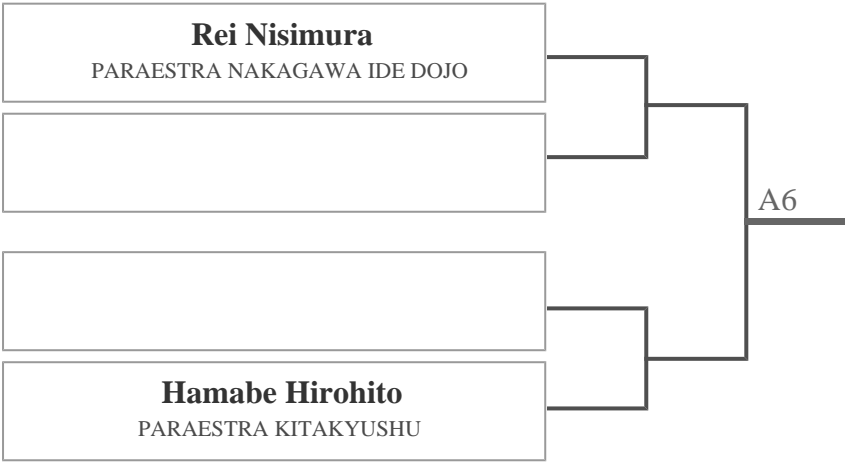 Rei Nisimura
PARAESTRA NAKAGAWA IDE DOJO
A6
Hamabe Hirohito
PARAESTRA KITAKYUSHU